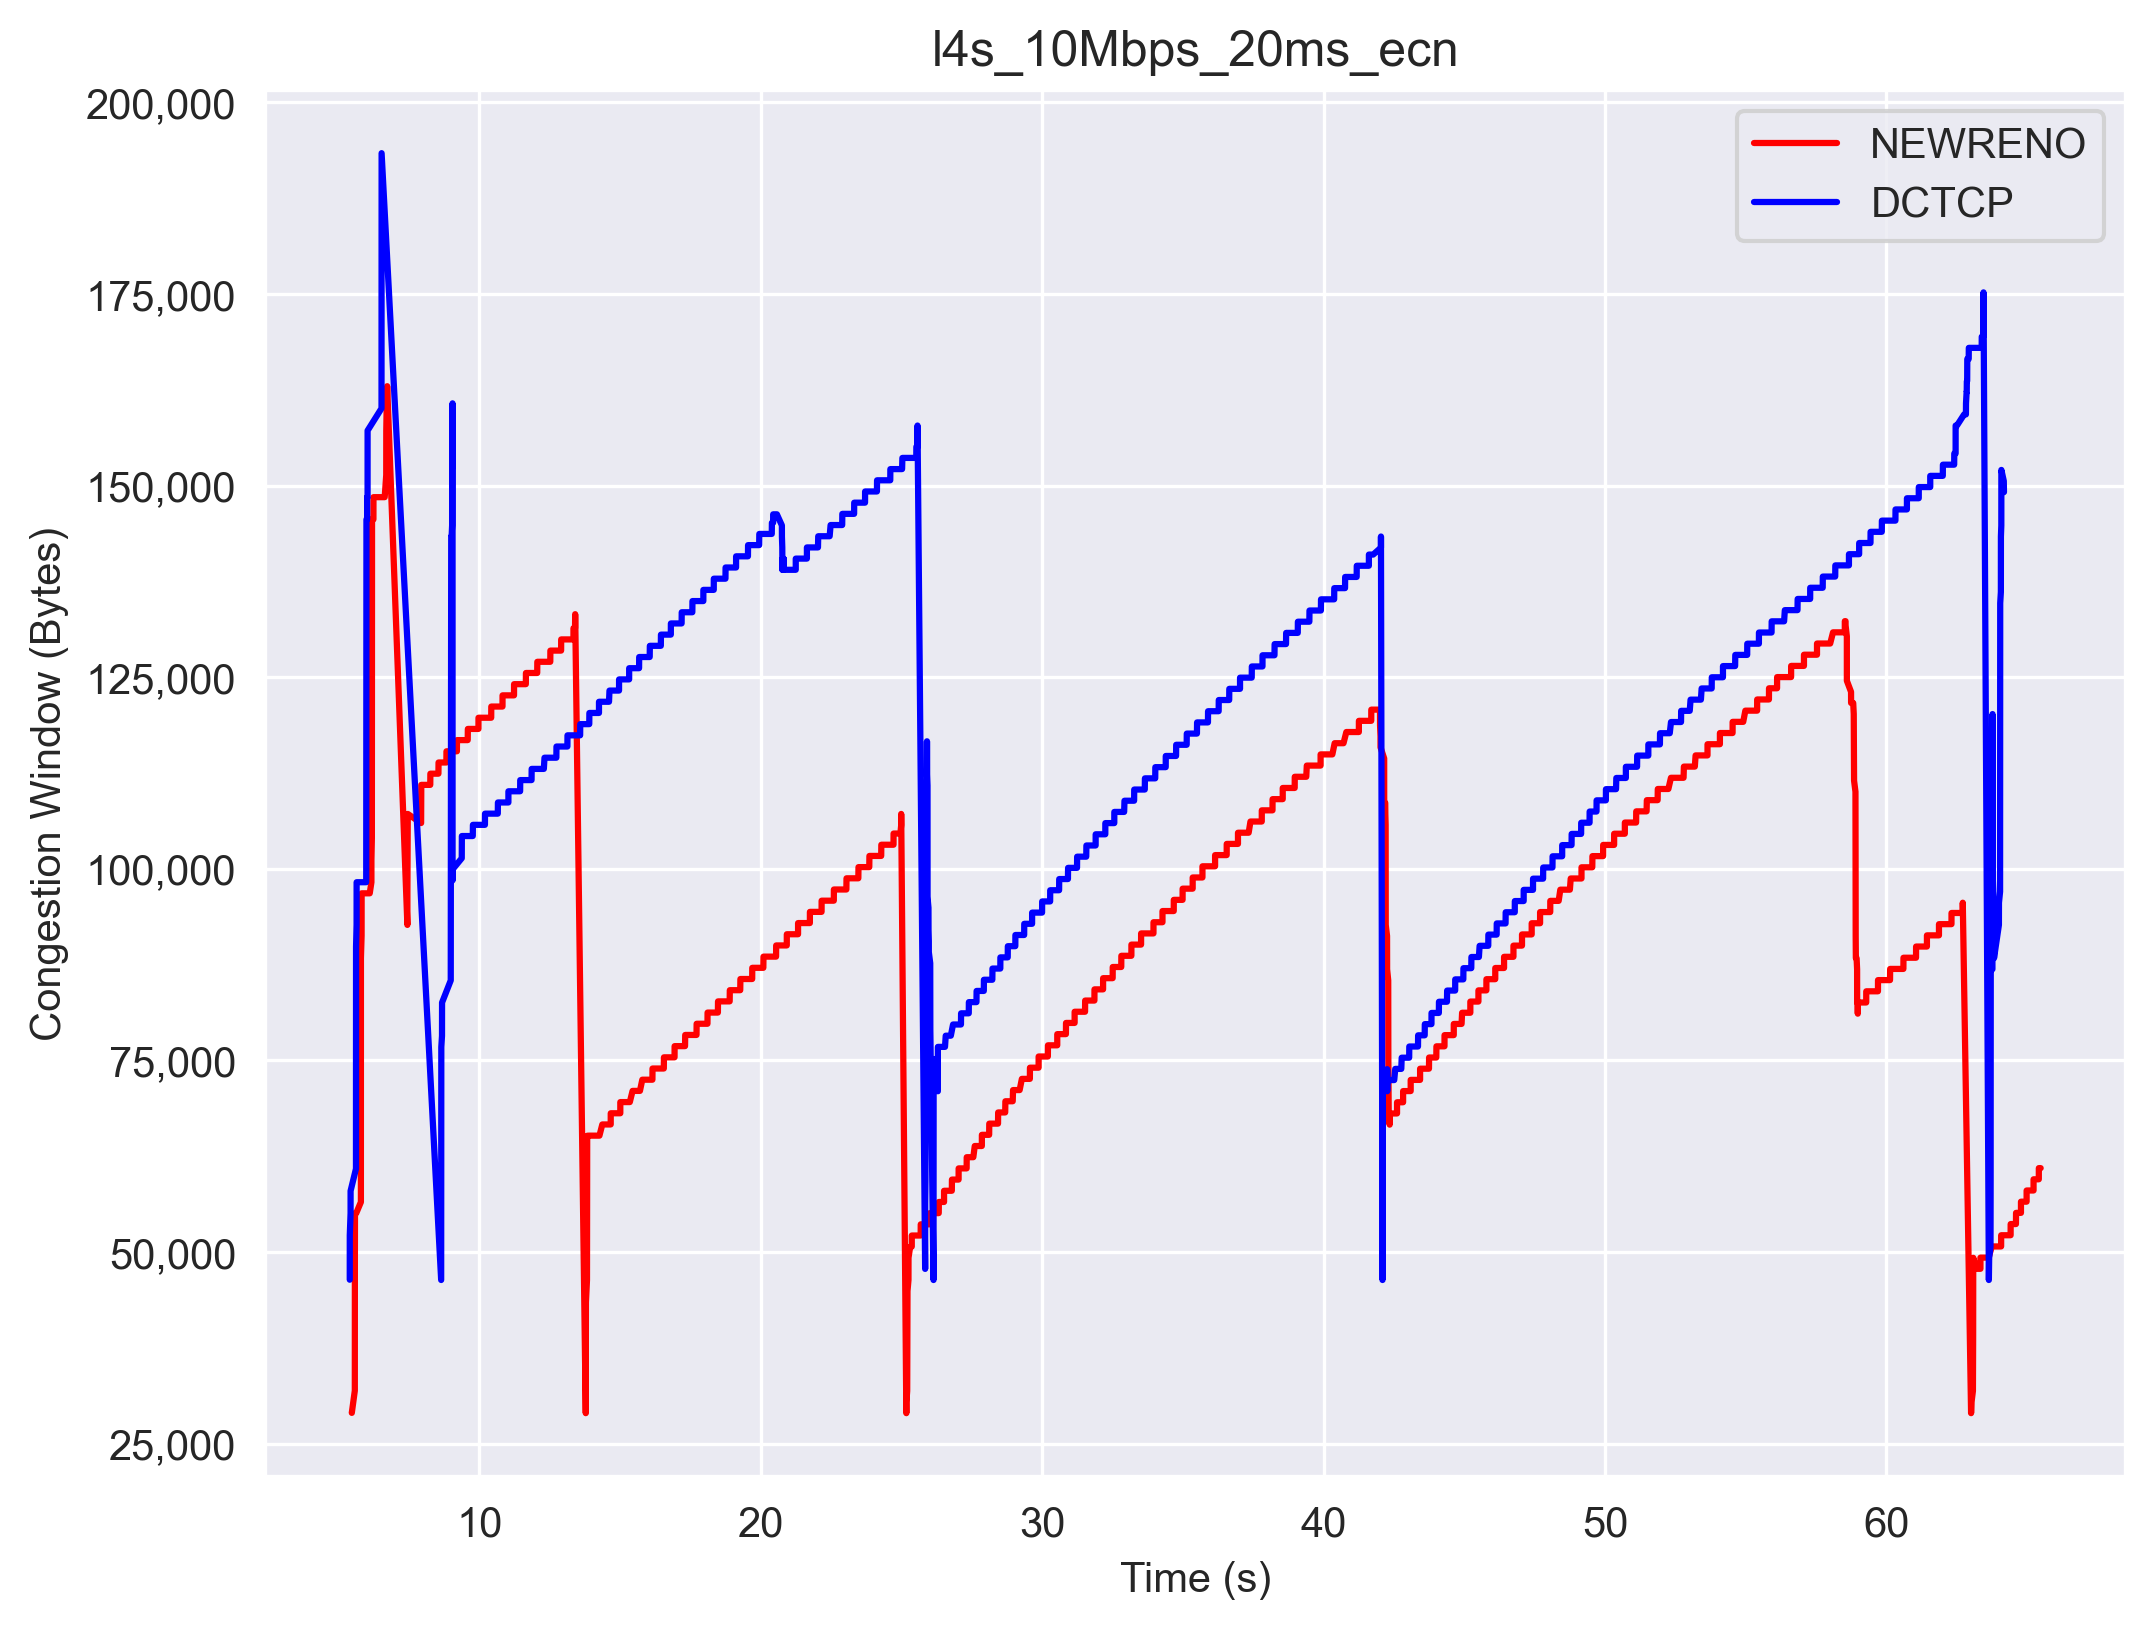 l4s_10Mbps_20ms_ecn
200,000
175,000
150,000
125,000
100,000
75,000
50,000
25,000
Congestion Window (Bytes)
NEWRENO
DCTCP
10 20 30 40 50 60
Time (s)